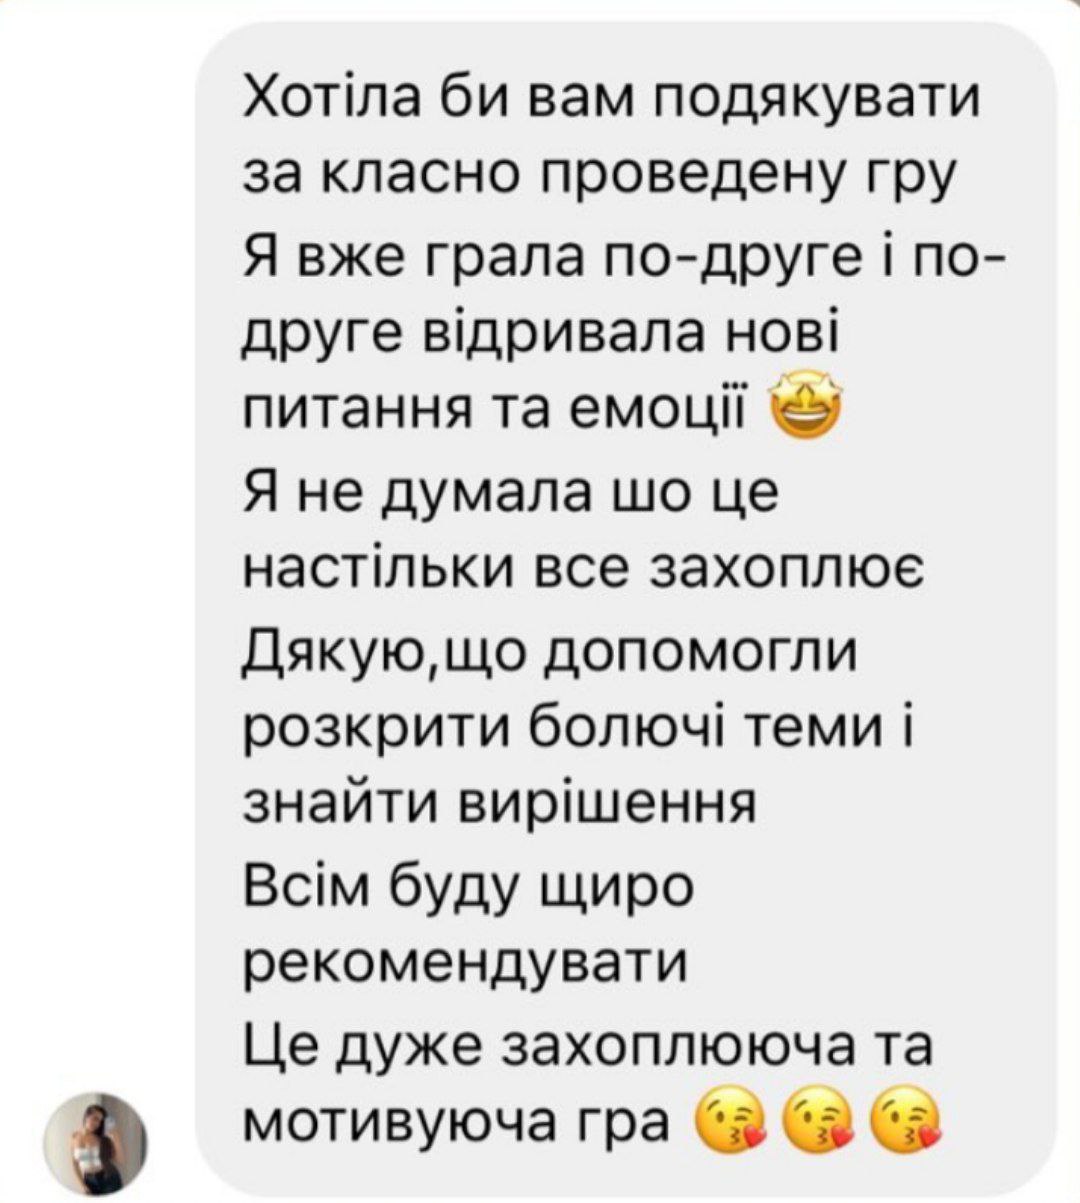 Хотіла би вам подякувати
за класно проведену гру
Я вже грала по-друге і по-
друге відривала нові
питання та емоції 🤩
Я не думала шо це
настільки все захоплює
Дякую,що допомогли
розкрити болючі теми і
знайти вирішення
Всім буду щиро
рекомендувати
Це дуже захоплююча та
мотивуюча гра 😘😘😘